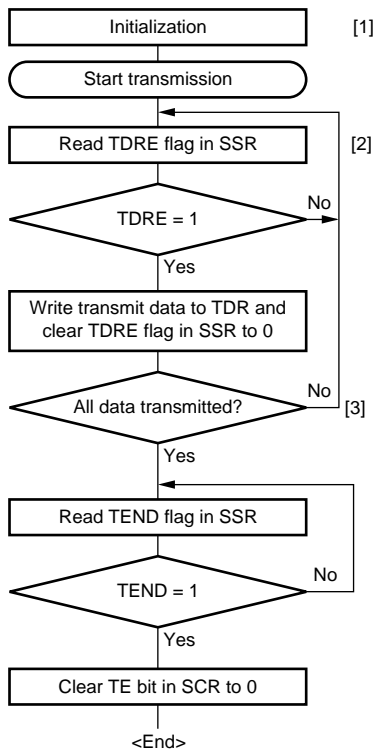 Initialization [1]
Start transmission
Read TDRE flag in SSR [2]
No
TDRE = 1
Yes
Write transmit data to TDR and
clear TDRE flag in SSR to 0
No
All data transmitted? [3]
Yes
Read TEND flag in SSR
No
TEND = 1
Yes
Clear TE bit in SCR to 0
<End>